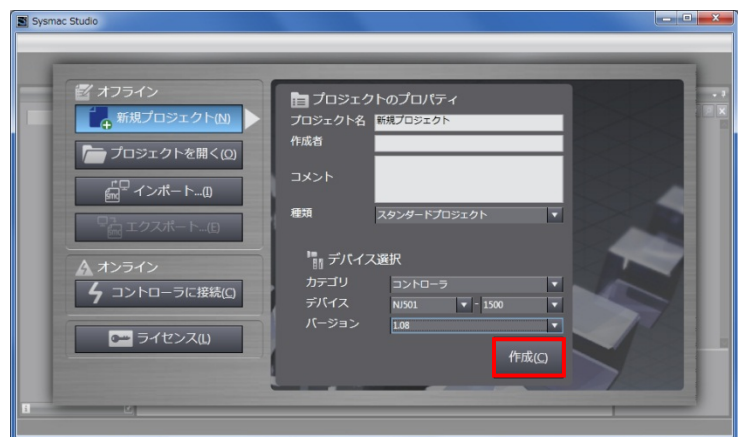 Sysmac Studio
オフライン
新規プロジェクト(N)
プロジェクトを開く(O)
インポート...(I)
エクスポート...(E)
オンライン
コントローラに接続(C)
ライセンス(L)
プロジェクトのプロパティ
プロジェクト名 新規プロジェクト
作成者
コメント
種類 スタンダードプロジェクト
デバイス選択
カテゴリ コントローラ
デバイス NJ501 - 1500
バージョン 1.08
作成(C)